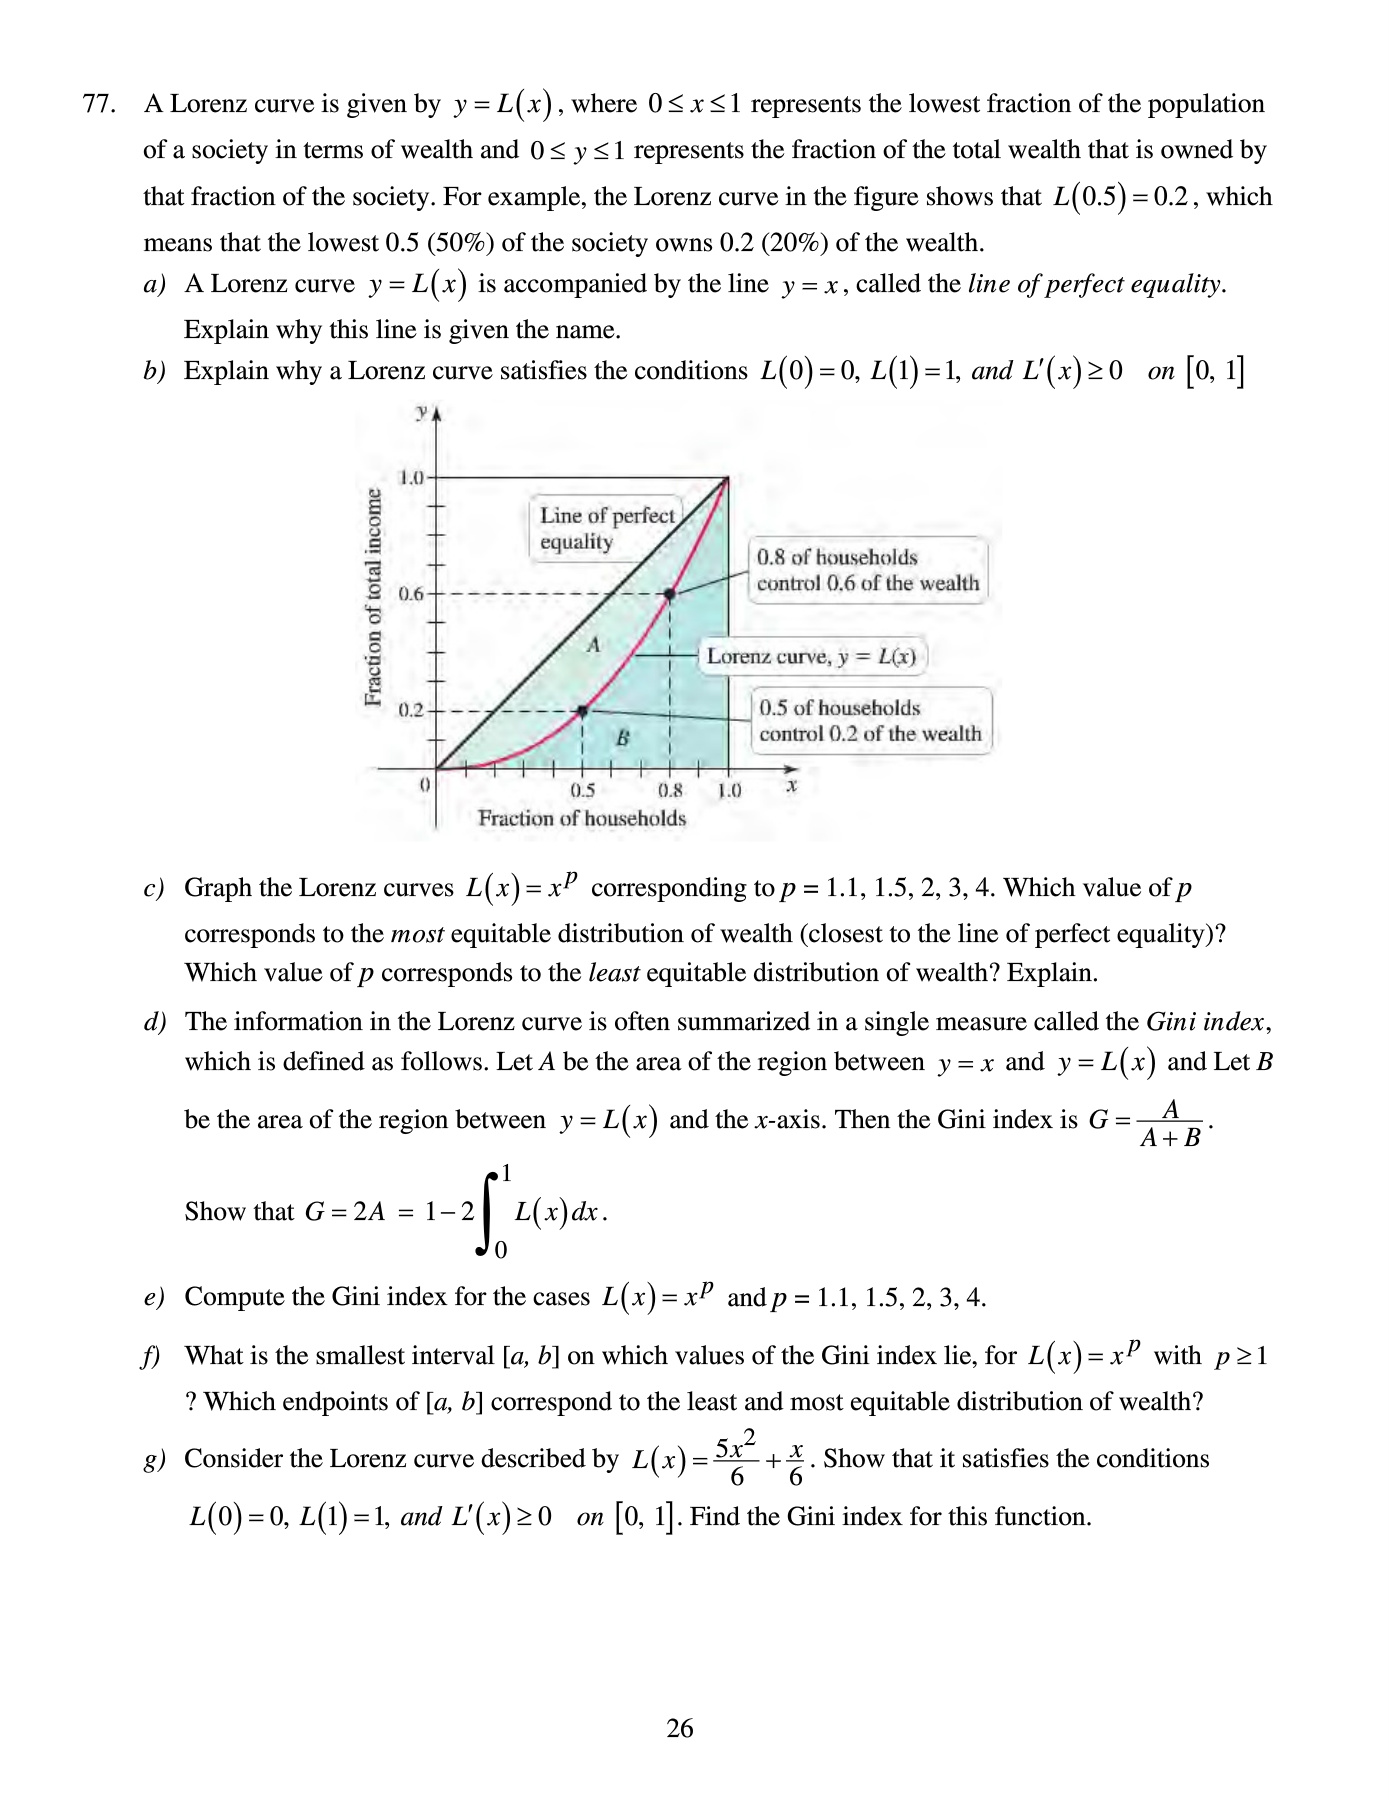 77. A Lorenz curve is given by y = L(x), where 0 ≤ x ≤ 1 represents the lowest fraction of the population
of a society in terms of wealth and 0 ≤ y ≤ 1 represents the fraction of the total wealth that is owned by
that fraction of the society. For example, the Lorenz curve in the figure shows that L(0.5) = 0.2, which
means that the lowest 0.5 (50%) of the society owns 0.2 (20%) of the wealth.
a) A Lorenz curve y = L(x) is accompanied by the line y = x, called the line of perfect equality.
Explain why this line is given the name.
b) Explain why a Lorenz curve satisfies the conditions L(0) = 0, L(1) = 1, and L′(x) ≥ 0 on [0, 1]
y
1.0
Line of perfect
equality
0.8 of households
control 0.6 of the wealth
0.6
Fraction of total income
A
Lorenz curve, y = L(x)
0.5 of households
control 0.2 of the wealth
0.2
B
0
0.5
0.8
1.0
x
Fraction of households
c) Graph the Lorenz curves L(x) = x^p corresponding to p = 1.1, 1.5, 2, 3, 4. Which value of p
corresponds to the most equitable distribution of wealth (closest to the line of perfect equality)?
Which value of p corresponds to the least equitable distribution of wealth? Explain.
d) The information in the Lorenz curve is often summarized in a single measure called the Gini index,
which is defined as follows. Let A be the area of the region between y = x and y = L(x) and Let B
be the area of the region between y = L(x) and the x-axis. Then the Gini index is G = A/(A + B).
Show that G = 2A = 1 − 2∫₀¹ L(x)dx.
e) Compute the Gini index for the cases L(x) = x^p and p = 1.1, 1.5, 2, 3, 4.
f) What is the smallest interval [a, b] on which values of the Gini index lie, for L(x) = x^p with p ≥ 1
? Which endpoints of [a, b] correspond to the least and most equitable distribution of wealth?
g) Consider the Lorenz curve described by L(x) = 5x²/6 + x/6. Show that it satisfies the conditions
L(0) = 0, L(1) = 1, and L′(x) ≥ 0 on [0, 1]. Find the Gini index for this function.
26